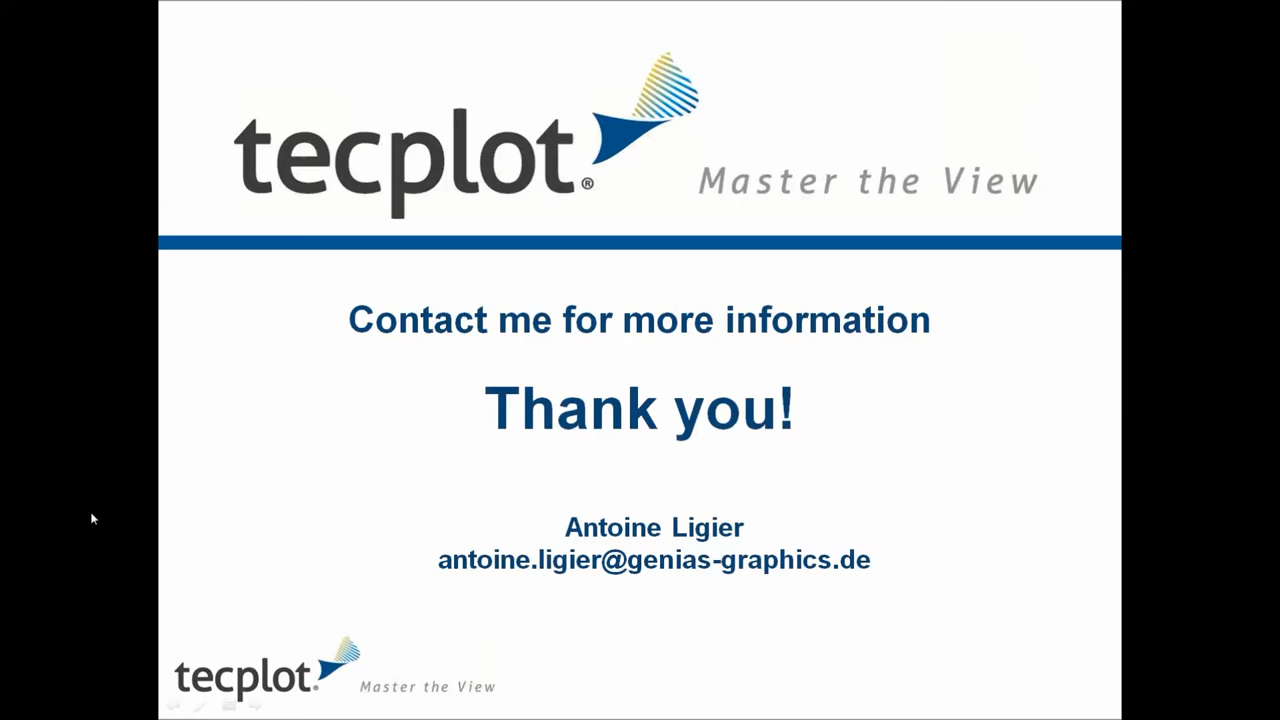 tecplot®
Master the View
Contact me for more information
Thank you!
Antoine Ligier
antoine.ligier@genias-graphics.de
tecplot®
Master the View